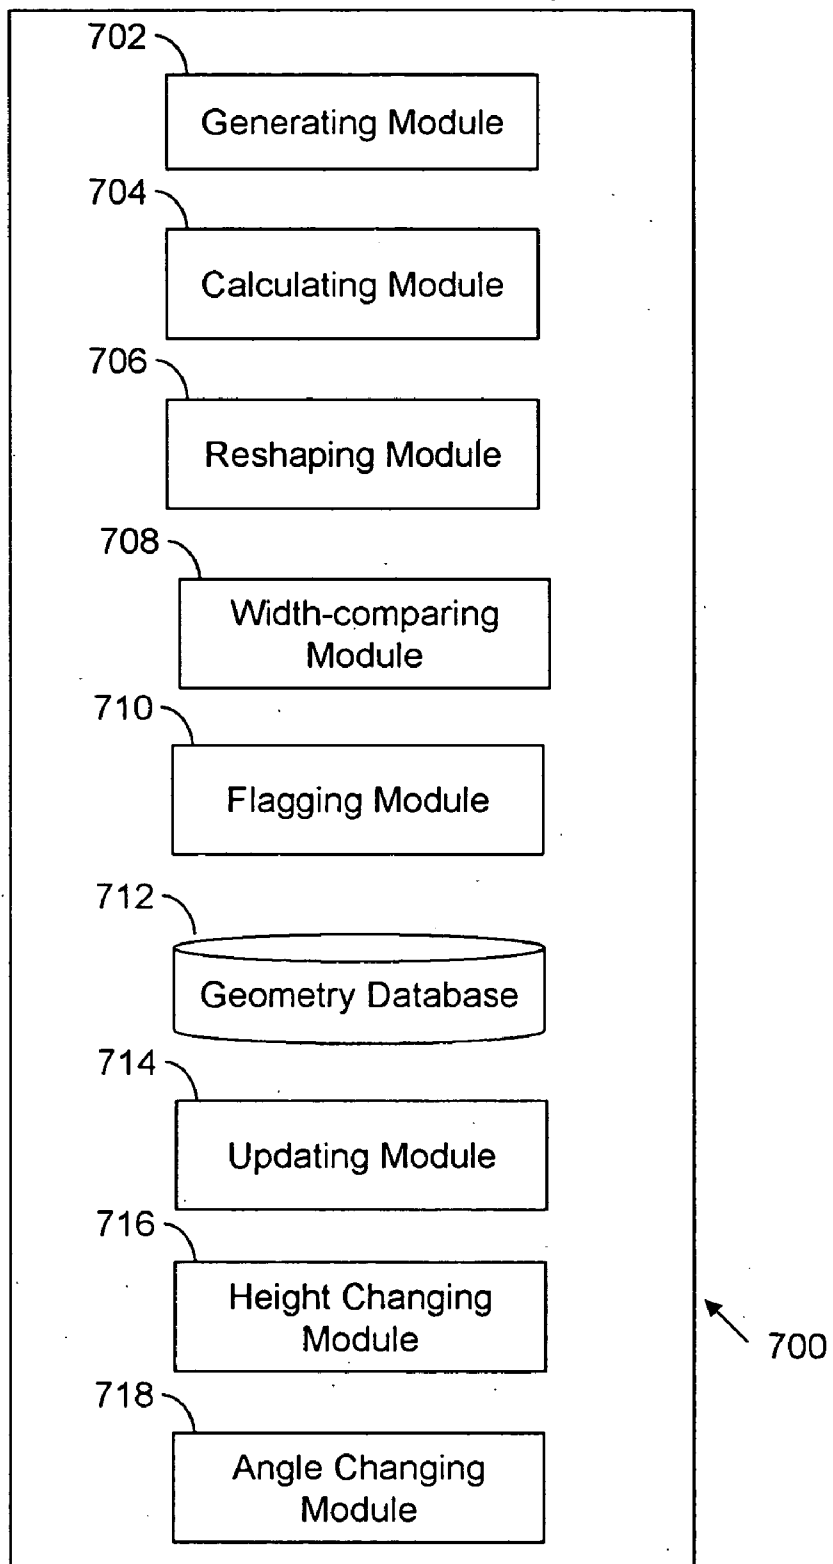 702
Generating Module
704
Calculating Module
706
Reshaping Module
708
Width-comparing
Module
710
Flagging Module
712
Geometry Database
714
Updating Module
716
Height Changing
Module
700
718
Angle Changing
Module